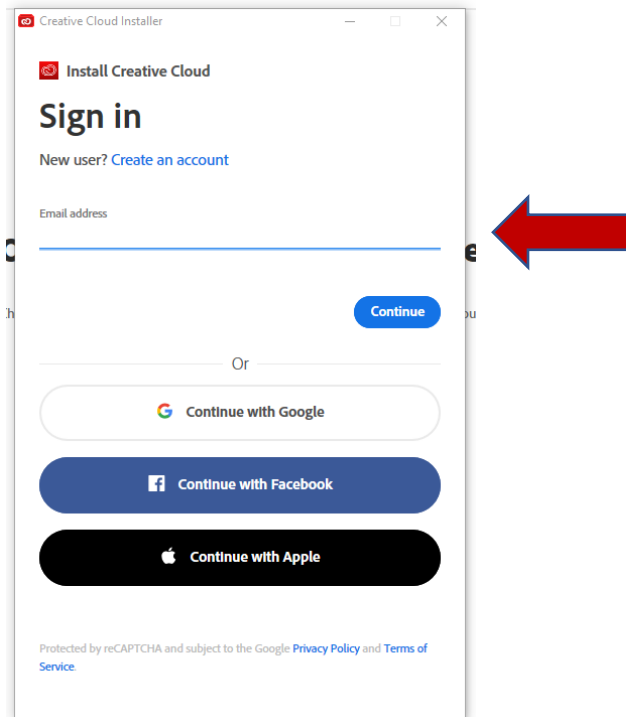 Creative Cloud Installer
Install Creative Cloud
Sign in
New user? Create an account
Email address
Continue
Or
Continue with Google
Continue with Facebook
Continue with Apple
Protected by reCAPTCHA and subject to the Google Privacy Policy and Terms of
Service.